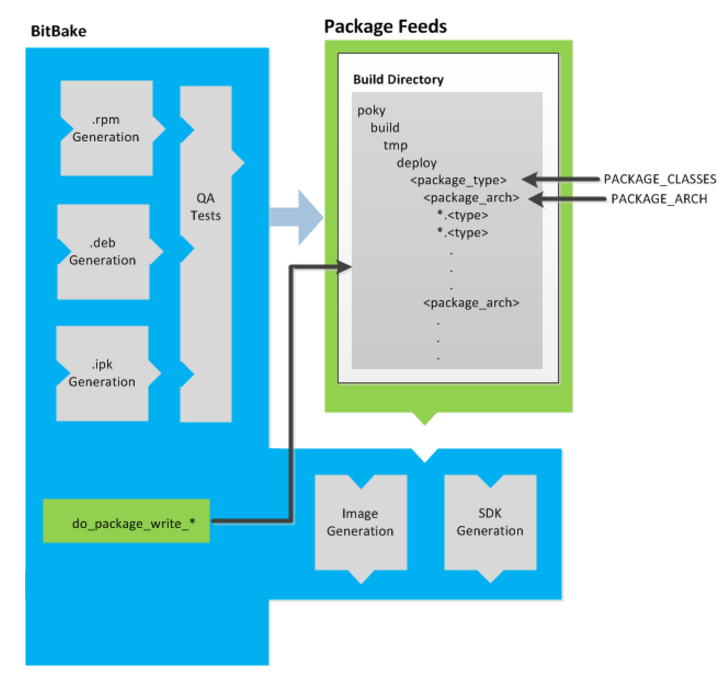 BitBake
.rpm
Generation
.deb
Generation
.ipk
Generation
QA
Tests
do_package_write_*
Package Feeds
Build Directory
poky
build
tmp
deploy
<package_type>
<package_arch>
*.<type>
*.<type>
.
.
.
<package_arch>
.
.
.
PACKAGE_CLASSES
PACKAGE_ARCH
Image
Generation
SDK
Generation